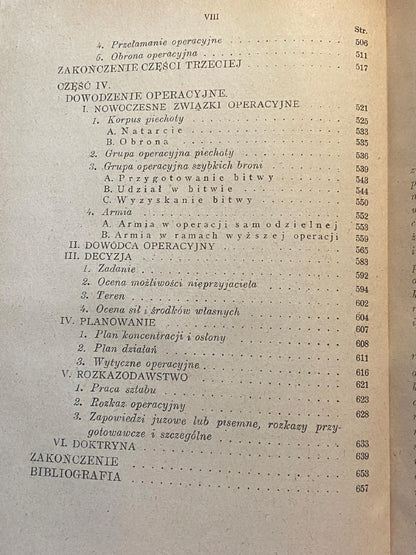 VIII
Str.
4. Przełamanie operacyjne 506
5. Obrona operacyjna 511
ZAKOŃCZENIE CZĘŚCI TRZECIEJ 517
CZĘŚĆ IV.
DOWODZENIE OPERACYJNE.
I. NOWOCZESNE ZWIĄZKI OPERACYJNE 521
1. Korpus piechoty 525
A. Natarcie 533
B. Obrona 535
2. Grupa operacyjna piechoty 536
3. Grupa operacyjna szybkich broni 539
A. Przygotowanie bitwy 543
B. Udział w bitwie 544
C. Wyzyskanie bitwy 550
4. Armia 552
A. Armia w operacji samodzielnej 553
B. Armia w ramach wyższej operacji 559
II. DOWÓDCA OPERACYJNY 565
III. DECYZJA 583
1. Zadanie 592
2. Ocena możliwości nieprzyjaciela 594
3. Teren 602
4. Ocena sił i środków własnych 604
IV. PLANOWANIE 607
1. Plan koncentracji i osłony 608
2. Plan działań 611
3. Wytyczne operacyjne 616
V. ROZKAZODAWSTWO 621
1. Praca sztabu 623
2. Rozkaz operacyjny 628
3. Zapowiedzi juzowe lub pisemne, rozkazy przy-
gotowawcze i szczególne 633
VI. DOKTRYNA 639
ZAKOŃCZENIE 653
BIBLIOGRAFIA 657